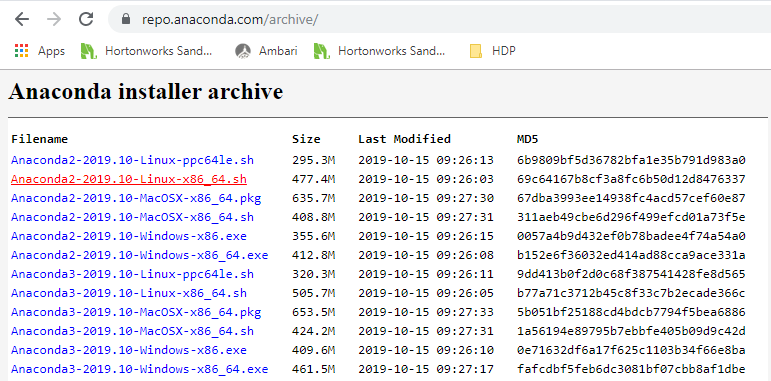 repo.anaconda.com/archive/
Apps Hortonworks Sand... Ambari Hortonworks Sand... HDP
Anaconda installer archive
Filename Size Last Modified MD5
Anaconda2-2019.10-Linux-ppc64le.sh 295.3M 2019-10-15 09:26:13 6b9809bf5d36782bfa1e35b791d983a0
Anaconda2-2019.10-Linux-x86_64.sh 477.4M 2019-10-15 09:26:03 69c64167b8cf3a8fc6b50d12d8476337
Anaconda2-2019.10-MacOSX-x86_64.pkg 635.7M 2019-10-15 09:27:30 67dba3993ee14938fc4acd57cef60e87
Anaconda2-2019.10-MacOSX-x86_64.sh 408.8M 2019-10-15 09:27:31 311aeb49cbe6d296f499efcd01a73f5e
Anaconda2-2019.10-Windows-x86.exe 355.6M 2019-10-15 09:26:15 0057a4b9d432ef0b78badee4f74a54a0
Anaconda2-2019.10-Windows-x86_64.exe 412.8M 2019-10-15 09:26:08 b152e6f36032ed414ad88cca9ace331a
Anaconda3-2019.10-Linux-ppc64le.sh 320.3M 2019-10-15 09:26:11 9dd413b0f2d0c68f387541428fe8d565
Anaconda3-2019.10-Linux-x86_64.sh 505.7M 2019-10-15 09:26:05 b77a71c3712b45c8f33c7b2ecade366c
Anaconda3-2019.10-MacOSX-x86_64.pkg 653.5M 2019-10-15 09:27:33 5b051bf25188cd4bdcb7794f5bea6886
Anaconda3-2019.10-MacOSX-x86_64.sh 424.2M 2019-10-15 09:27:31 1a56194e89795b7ebbfe405b09d9c42d
Anaconda3-2019.10-Windows-x86.exe 409.6M 2019-10-15 09:26:10 0e71632df6a17f625c1103b34f66e8ba
Anaconda3-2019.10-Windows-x86_64.exe 461.5M 2019-10-15 09:27:17 fafcdbf5feb6dc3081bf07cbb8af1dbe